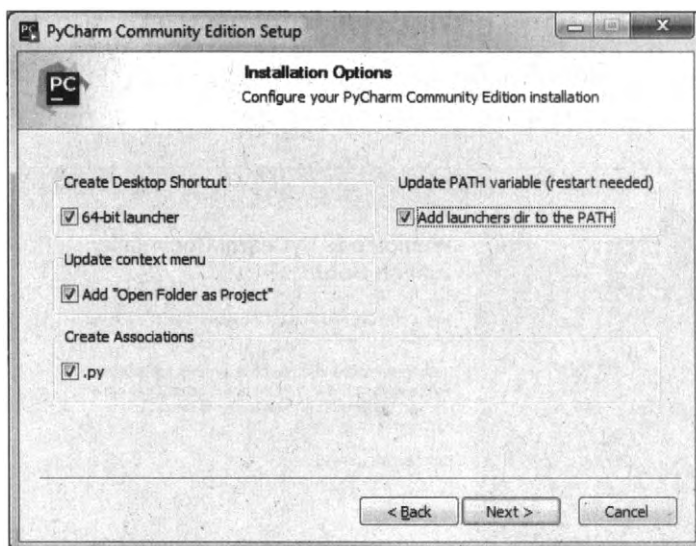 PyCharm Community Edition Setup
PC
Installation Options
Configure your PyCharm Community Edition installation
Create Desktop Shortcut
64-bit launcher
Update PATH variable (restart needed)
Add launchers dir to the PATH
Update context menu
Add "Open Folder as Project"
Create Associations
.py
< Back
Next >
Cancel